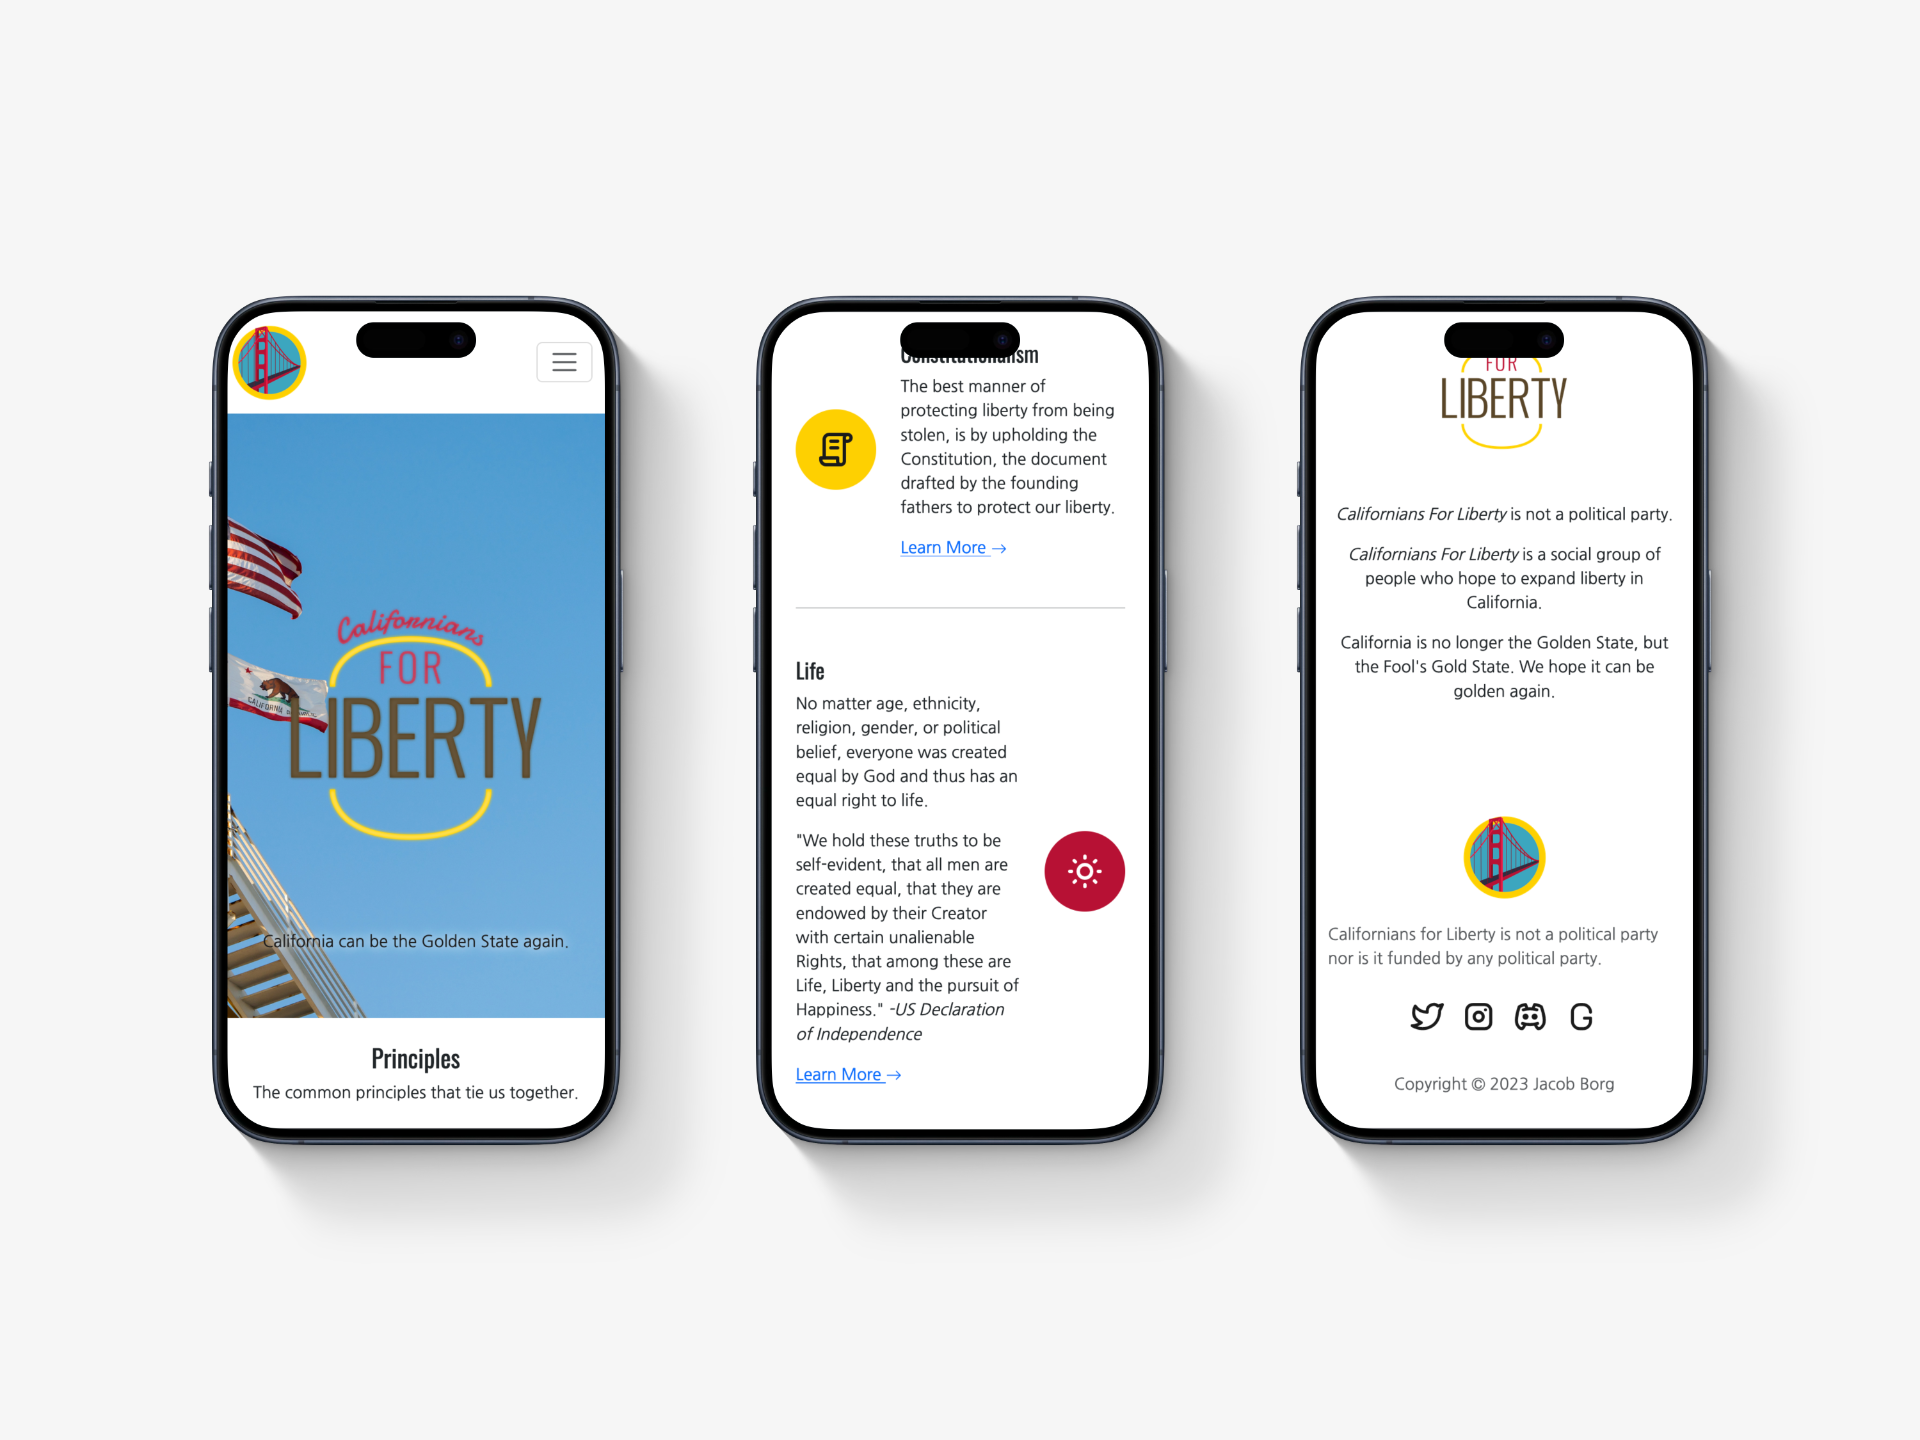 Californians
FOR
LIBERTY
California can be the Golden State again.
Principles
The common principles that tie us together.
Constitutionalism
The best manner of
protecting liberty from being
stolen, is by upholding the
Constitution, the document
drafted by the founding
fathers to protect our liberty.
Learn More →
Life
No matter age, ethnicity,
religion, gender, or political
belief, everyone was created
equal by God and thus has an
equal right to life.
"We hold these truths to be
self-evident, that all men are
created equal, that they are
endowed by their Creator
with certain unalienable
Rights, that among these are
Life, Liberty and the pursuit of
Happiness." -US Declaration
of Independence
Learn More →
FOR
LIBERTY
Californians For Liberty is not a political party.
Californians For Liberty is a social group of
people who hope to expand liberty in
California.
California is no longer the Golden State, but
the Fool's Gold State. We hope it can be
golden again.
Californians for Liberty is not a political party
nor is it funded by any political party.
Copyright © 2023 Jacob Borg